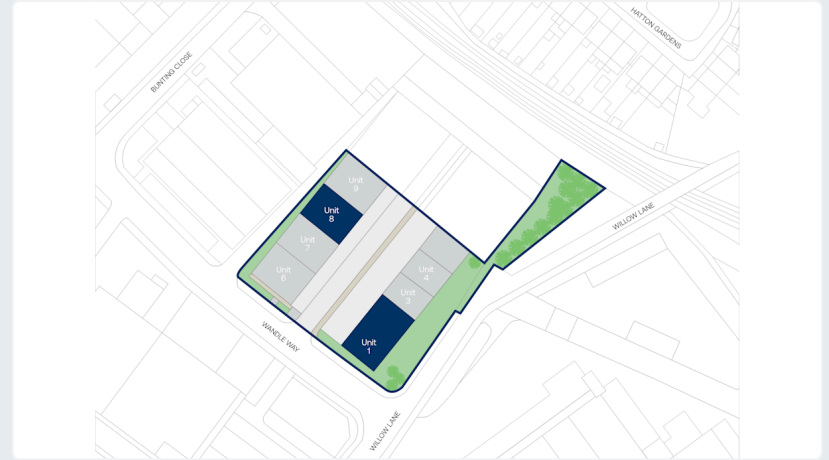 HATTON GARDENS
BUNTING CLOSE
Unit
9
Unit
8
WILLOW LANE
Unit
7
Unit
6
Unit
4
Unit
3
WANDLE WAY
Unit
1
WILLOW LANE